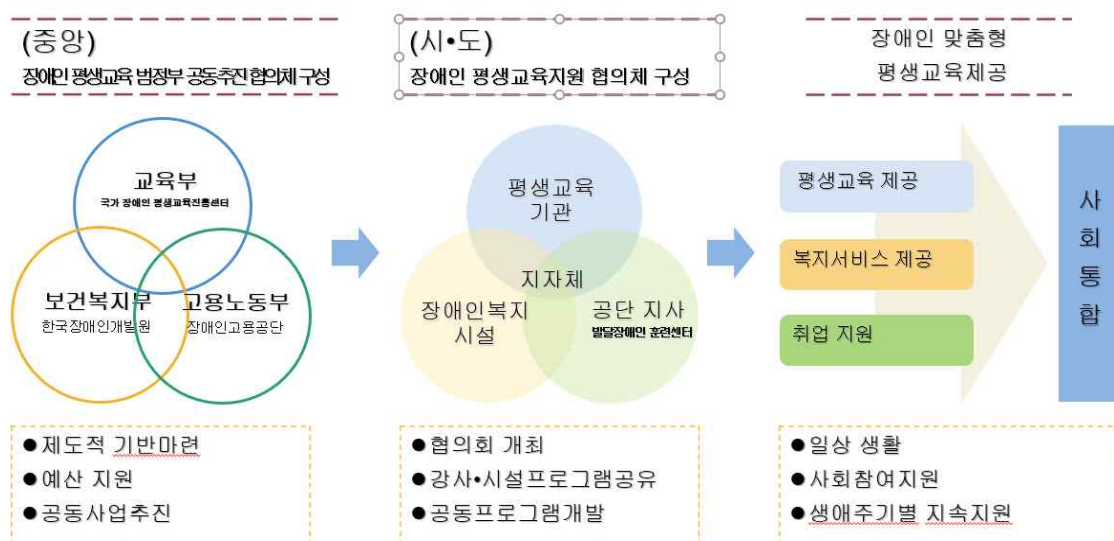 (중앙)
장애인 평생교육 범정부 공동추진 협의체 구성
(시•도)
장애인 평생교육지원 협의체 구성
장애인 맞춤형
평생교육제공
교육부
국가 장애인 평생교육진흥센터
보건복지부
한국장애인개발원
고용노동부
장애인고용공단
평생교육
기관
지자체
장애인복지
시설
공단 지사
발달장애인 훈련센터
평생교육 제공
복지서비스 제공
취업 지원
사
회
통
합
●제도적 기반마련
●예산 지원
●공동사업추진
●협의회 개최
●강사•시설프로그램공유
●공동프로그램개발
●일상 생활
●사회참여지원
●생애주기별 지속지원